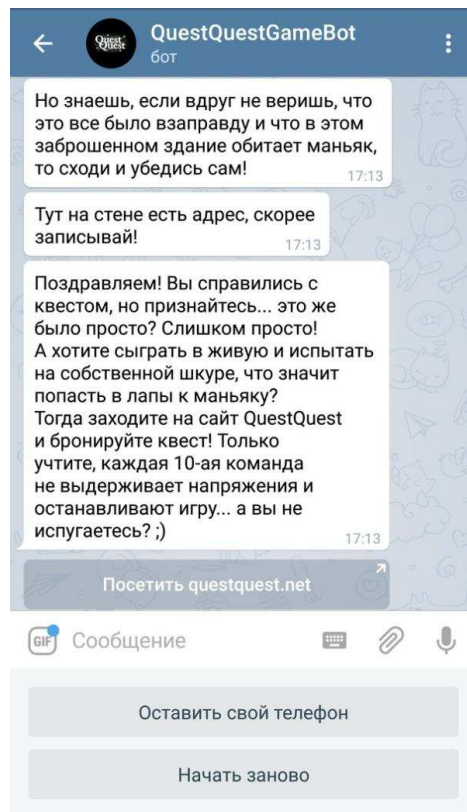 QuestQuestGameBot
Quest
Quest
бот
Но знаешь, если вдруг не веришь, что
это все было взаправду и что в этом
заброшенном здание обитает маньяк,
то сходи и убедись сам!
17:13
Тут на стене есть адрес, скорее
записывай!
17:13
Поздравляем! Вы справились с
квестом, но признайтесь... это же
было просто? Слишком просто!
А хотите сыграть в живую и испытать
на собственной шкуре, что значит
попасть в лапы к маньяку?
Тогда заходите на сайт QuestQuest
и бронируйте квест! Только
учтите, каждая 10-ая команда
не выдерживает напряжения и
останавливают игру... а вы не
испугаетесь? ;)
17:13
Посетить questquest.net
GIF Сообщение
Оставить свой телефон
Начать заново